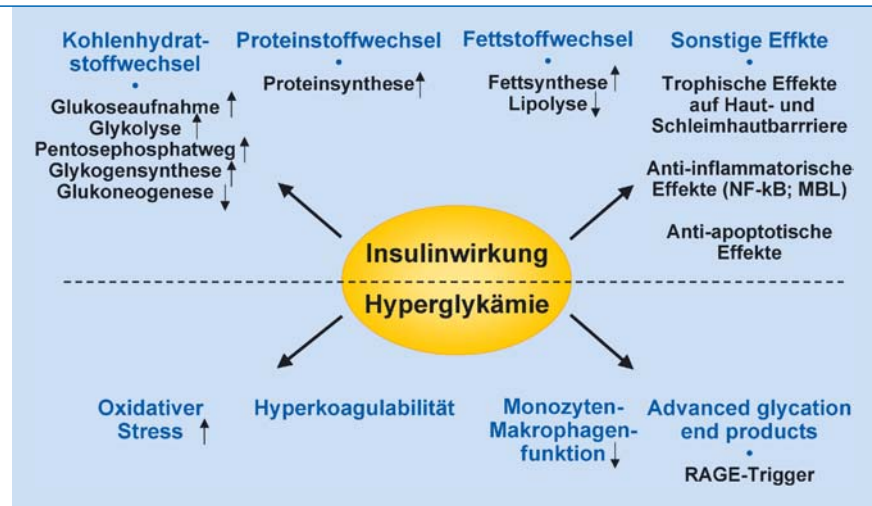 Kohlenhydrat-
stoffwechsel
•
Glukoseaufnahme ↑
Glykolyse ↑
Pentosephosphatweg ↑
Glykogensynthese ↑
Glukoneogenese ↓
Proteinstoffwechsel
•
Proteinsynthese ↑
Fettstoffwechsel
•
Fettsynthese ↑
Lipolyse ↓
Sonstige Effkte
•
Trophische Effekte
auf Haut- und
Schleimhautbarrriere
Anti-inflammatorische
Effekte (NF-kB; MBL)
Anti-apoptotische
Effekte
Insulinwirkung
Hyperglykämie
Oxidativer
Stress ↑
Hyperkoagulabilität
Monozyten-
Makrophagen-
funktion ↓
Advanced glycation
end products
•
RAGE-Trigger